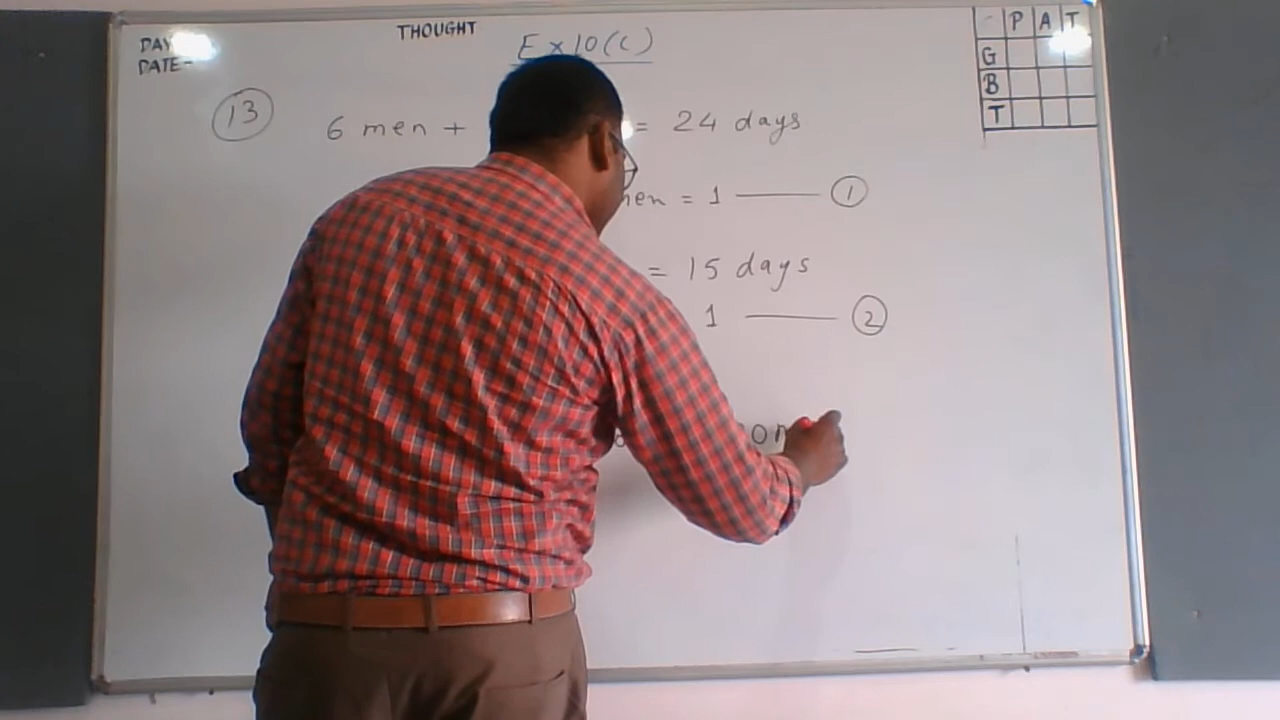 THOUGHT
DAY
DATE-
Ex 10(C)
P A T
G
B
T
13
6 men + = 24 days
men = 1 —— 1
= 15 days
1 —— 2